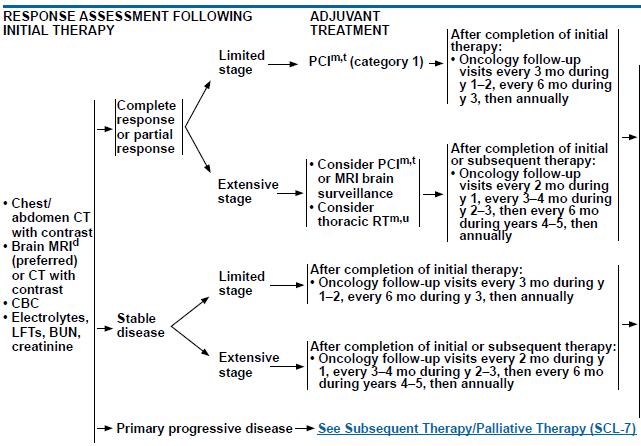 RESPONSE ASSESSMENT FOLLOWING
INITIAL THERAPY
ADJUVANT
TREATMENT
• Chest/
abdomen CT
with contrast
• Brain MRId
(preferred)
or CT with
contrast
• CBC
• Electrolytes,
LFTs, BUN,
creatinine
Complete
response
or partial
response
Limited
stage
PCIm,t (category 1)
After completion of initial
therapy:
• Oncology follow-up
visits every 3 mo during
y 1–2, every 6 mo during
y 3, then annually
Extensive
stage
• Consider PCIm,t
or MRI brain
surveillance
• Consider
thoracic RTm,u
After completion of initial
or subsequent therapy:
• Oncology follow-up
visits every 2 mo during
y 1, every 3–4 mo during
y 2–3, then every 6 mo
during years 4–5, then
annually
Stable
disease
Limited
stage
After completion of initial therapy:
• Oncology follow-up visits every 3 mo during y
1–2, every 6 mo during y 3, then annually
Extensive
stage
After completion of initial or subsequent therapy:
• Oncology follow-up visits every 2 mo during y
1, every 3–4 mo during y 2–3, then every 6 mo
during years 4–5, then annually
Primary progressive disease
See Subsequent Therapy/Palliative Therapy (SCL-7)